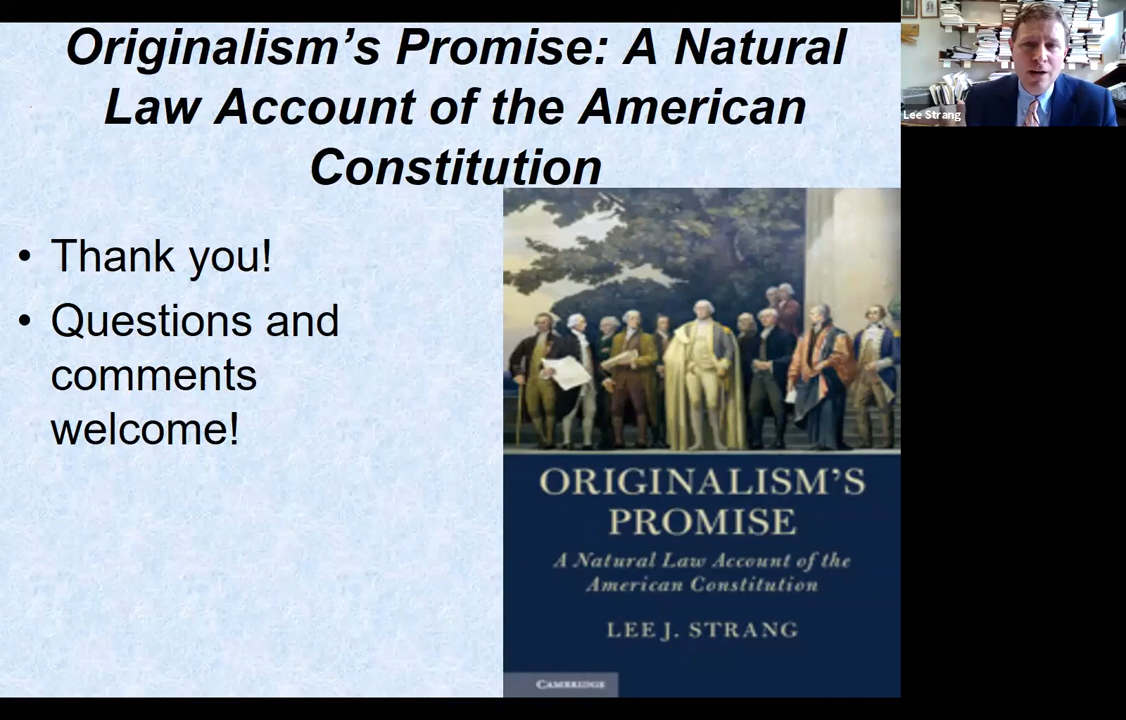 Originalism’s Promise: A Natural
Law Account of the American
Constitution
Lee Strang
• Thank you!
• Questions and
comments
welcome!
ORIGINALISM’S
PROMISE
A Natural Law Account of the
American Constitution
LEE J. STRANG
CAMBRIDGE